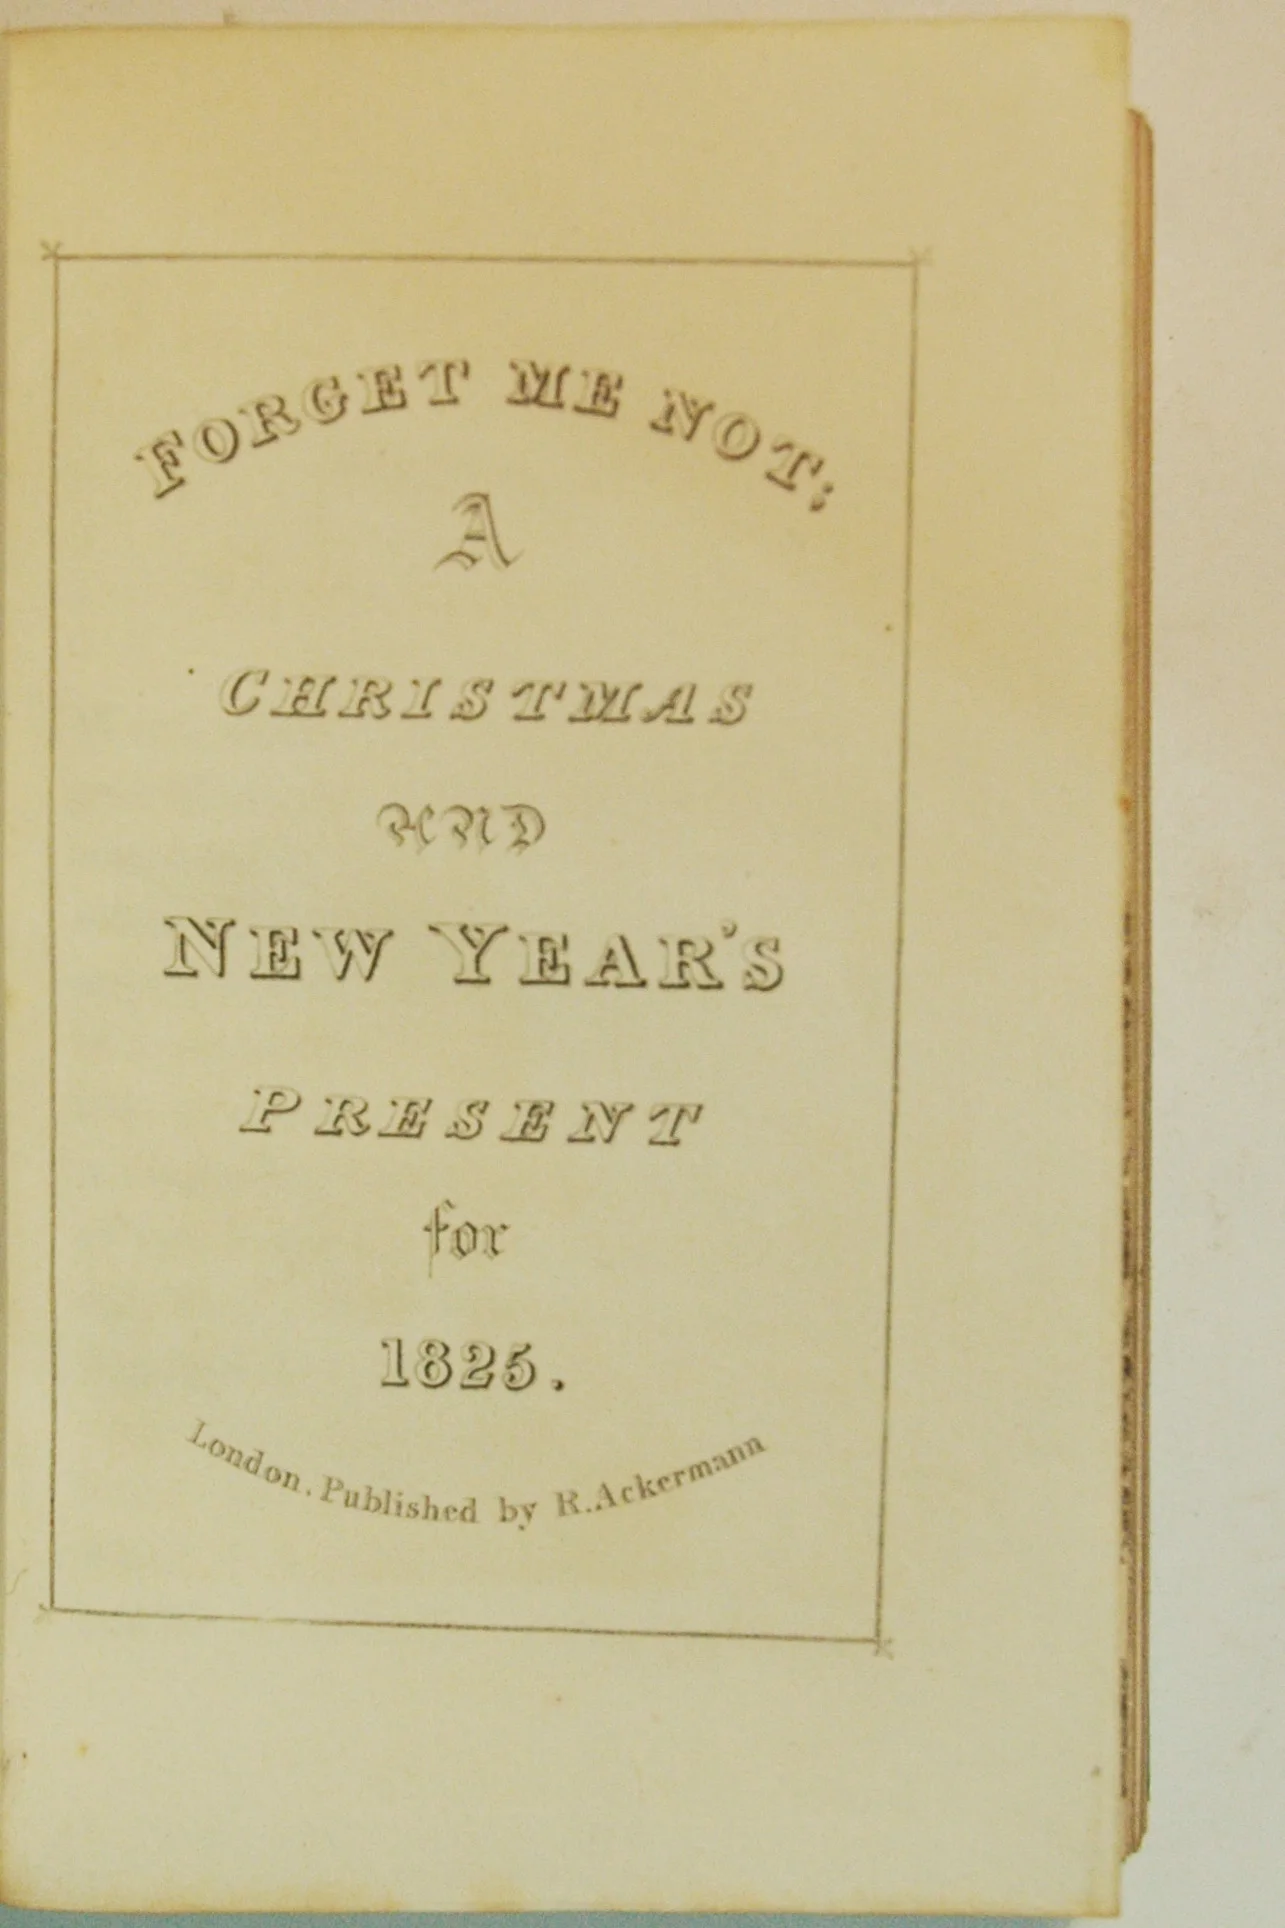 FORGET ME NOT;
A
CHRISTMAS
AND
NEW YEAR'S
PRESENT
for
1825.
London. Published by R. Ackermann